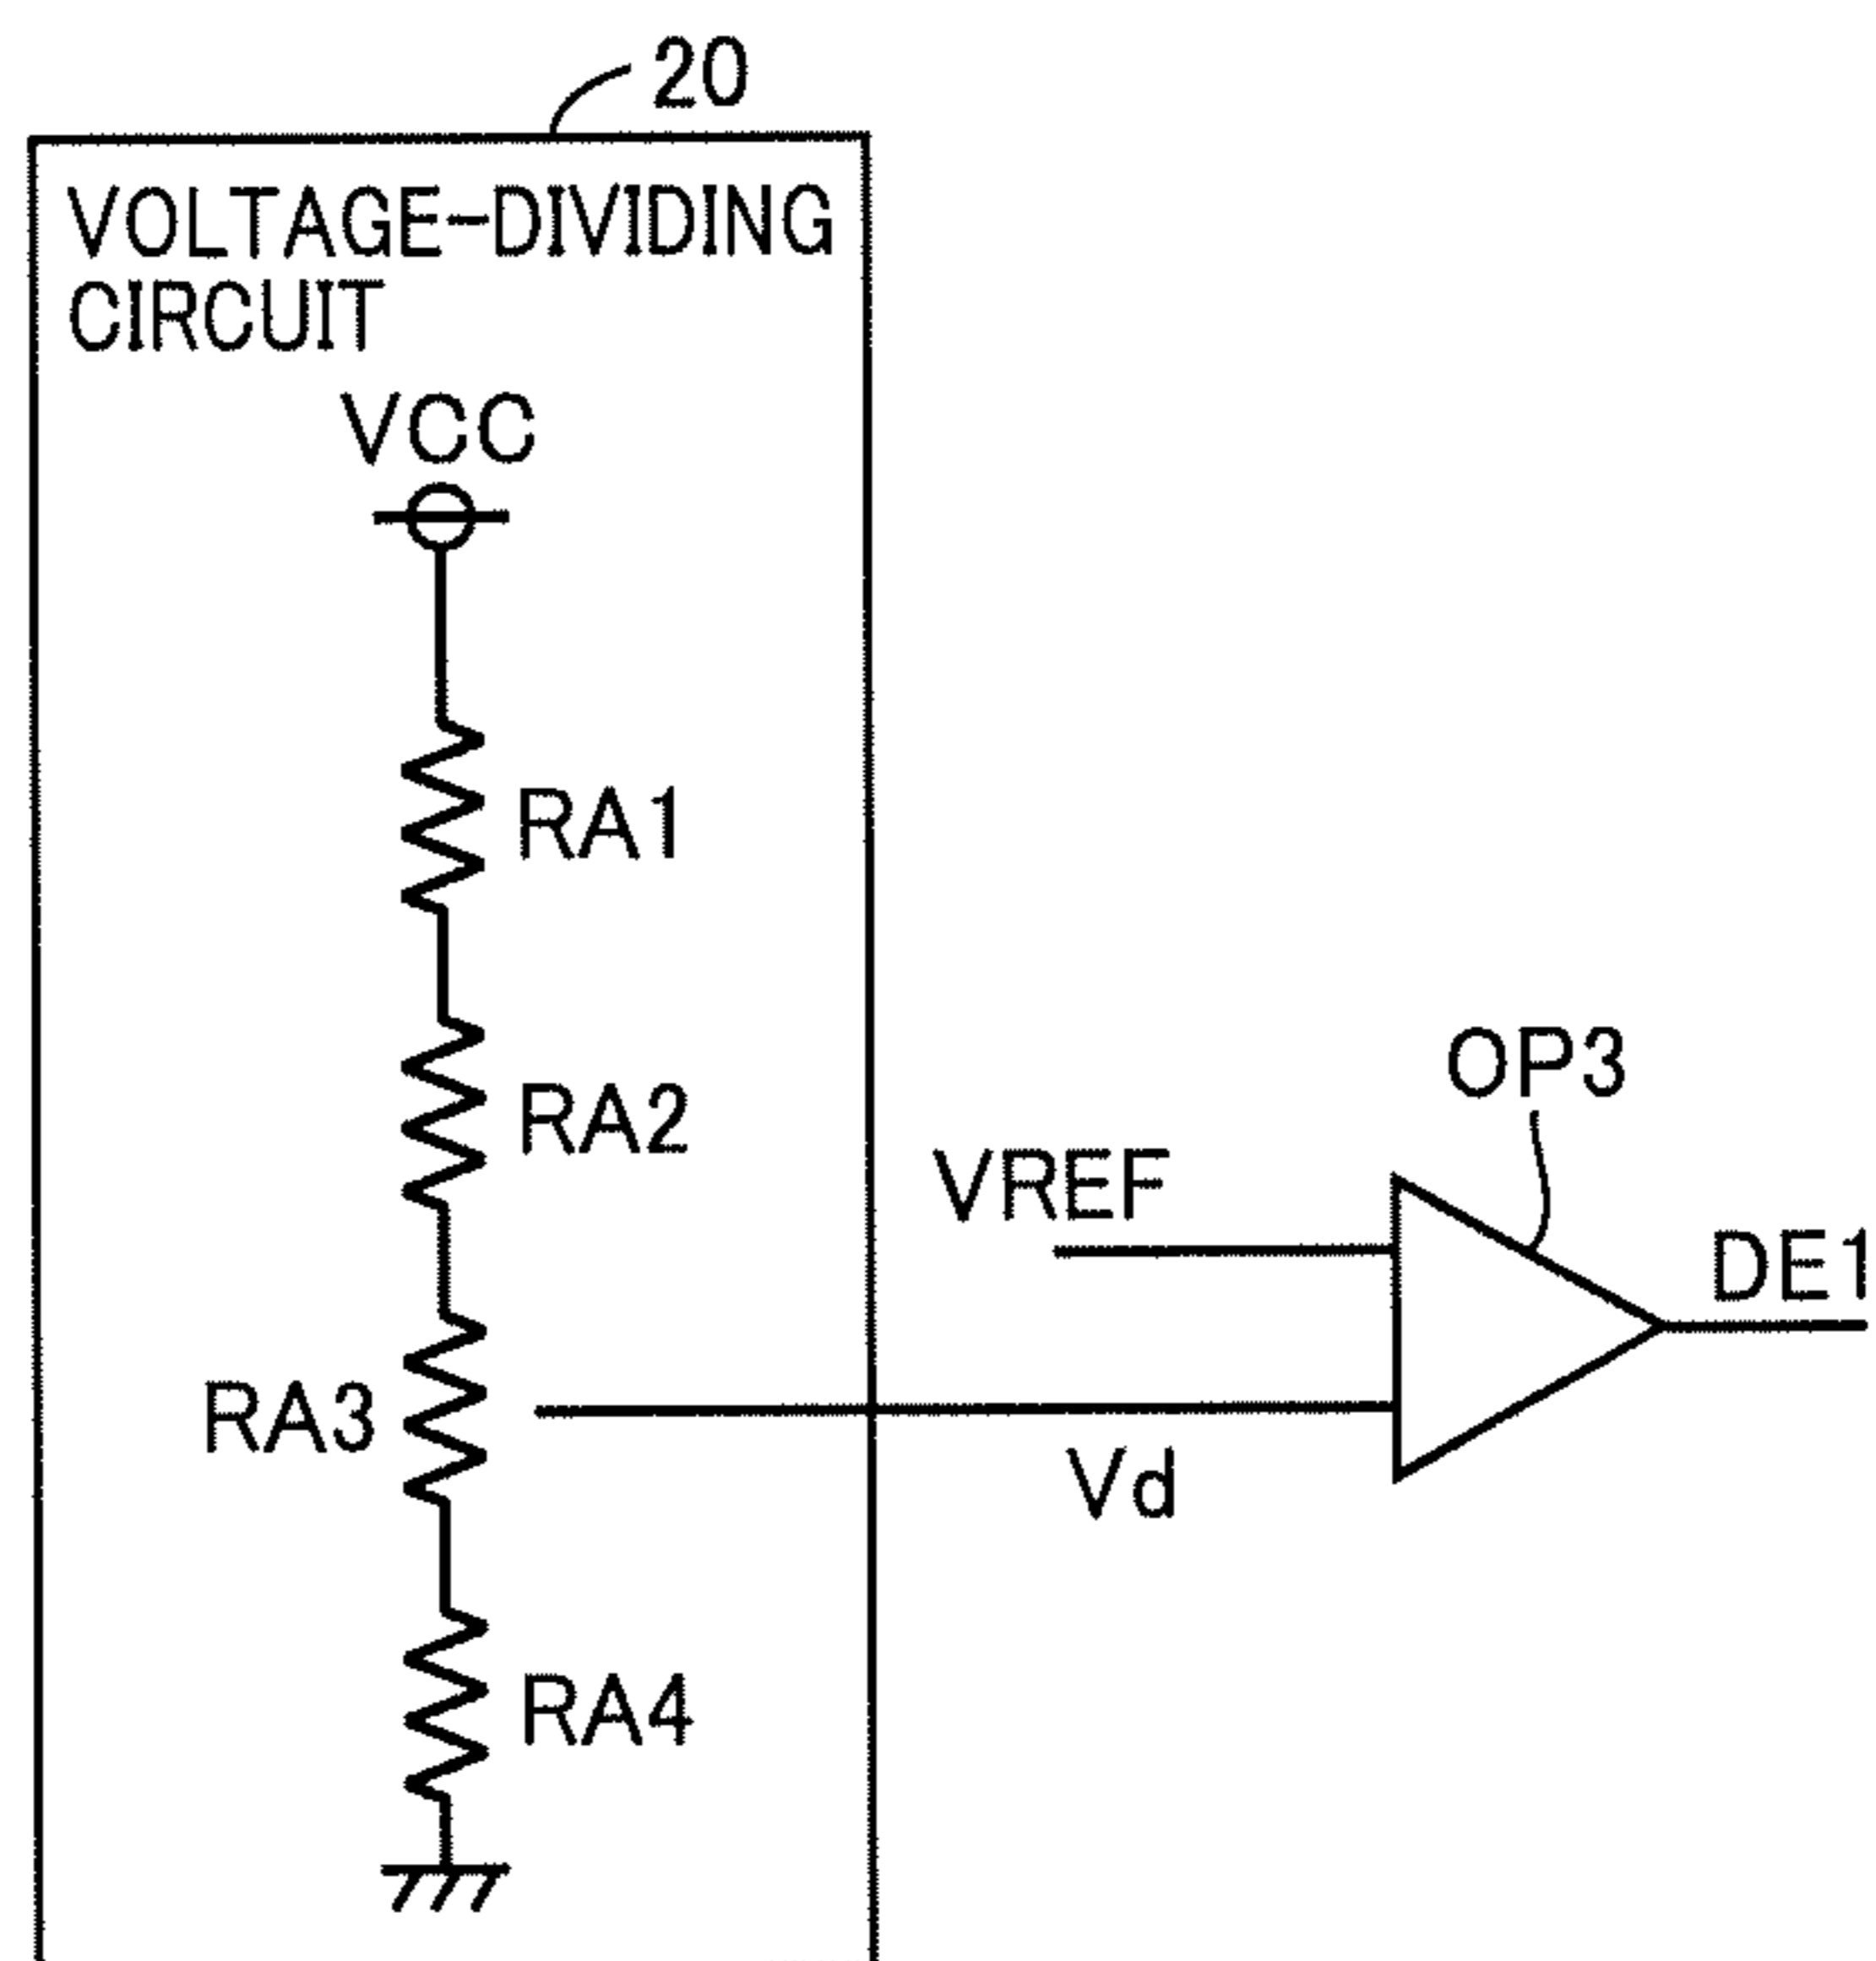 20
VOLTAGE-DIVIDING
CIRCUIT
VCC
RA1
RA2
OP3
VREF
DE1
RA3
Vd
RA4